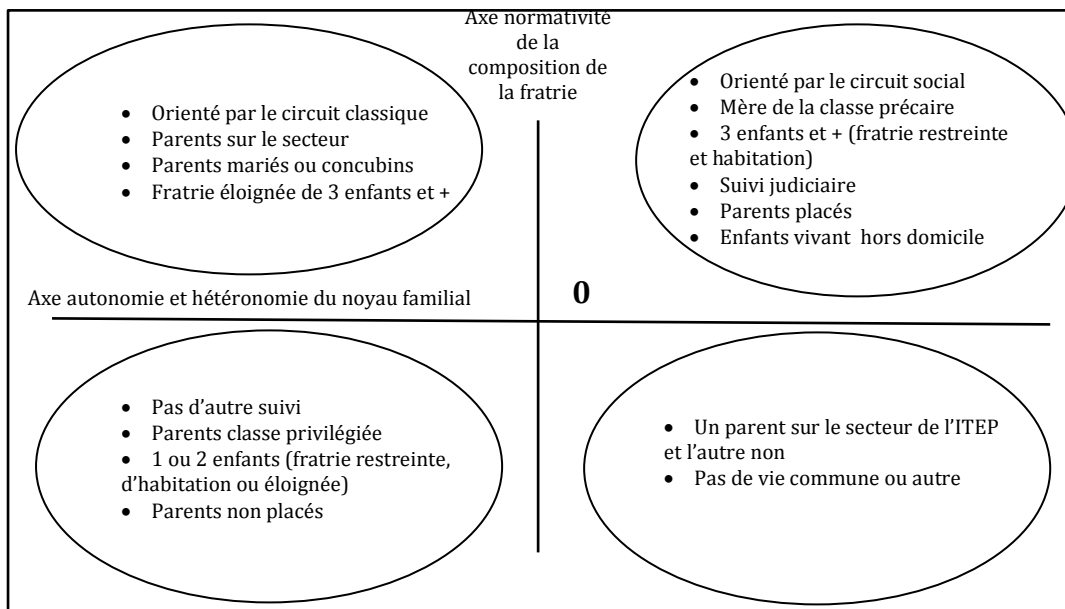 Axe normativité
de la
composition de
la fratrie
• Orienté par le circuit classique
• Parents sur le secteur
• Parents mariés ou concubins
• Fratrie éloignée de 3 enfants et +
• Orienté par le circuit social
• Mère de la classe précaire
• 3 enfants et + (fratrie restreinte
et habitation)
• Suivi judiciaire
• Parents placés
• Enfants vivant hors domicile
Axe autonomie et hétéronomie du noyau familial
0
• Pas d’autre suivi
• Parents classe privilégiée
• 1 ou 2 enfants (fratrie restreinte,
d’habitation ou éloignée)
• Parents non placés
• Un parent sur le secteur de l’ITEP
et l’autre non
• Pas de vie commune ou autre